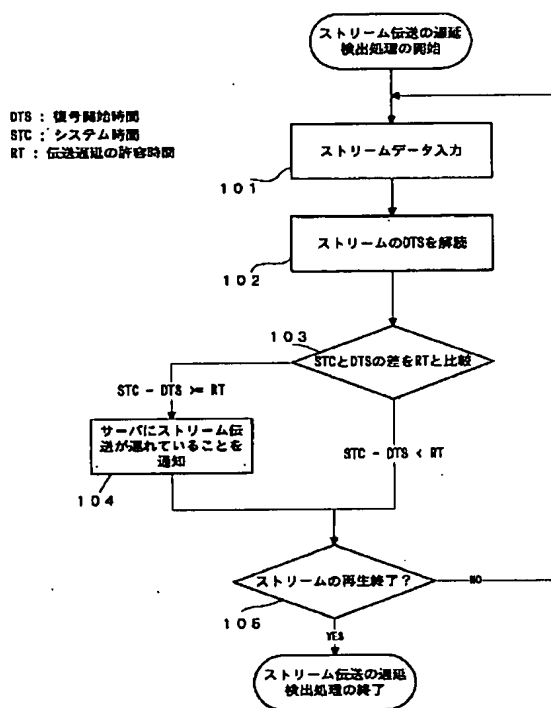 ストリーム伝送の遅延
検出処理の開始
DTS : 復号開始時間
STC : システム時間
RT : 伝送遅延の許容時間
ストリームデータ入力
101
ストリームのDTSを解読
102
103
STCとDTSの差をRTと比較
STC - DTS >= RT
サーバにストリーム伝
送が遅れていることを
通知
STC - DTS < RT
104
ストリームの再生終了?
NO
105
YES
ストリーム伝送の遅延
検出処理の終了